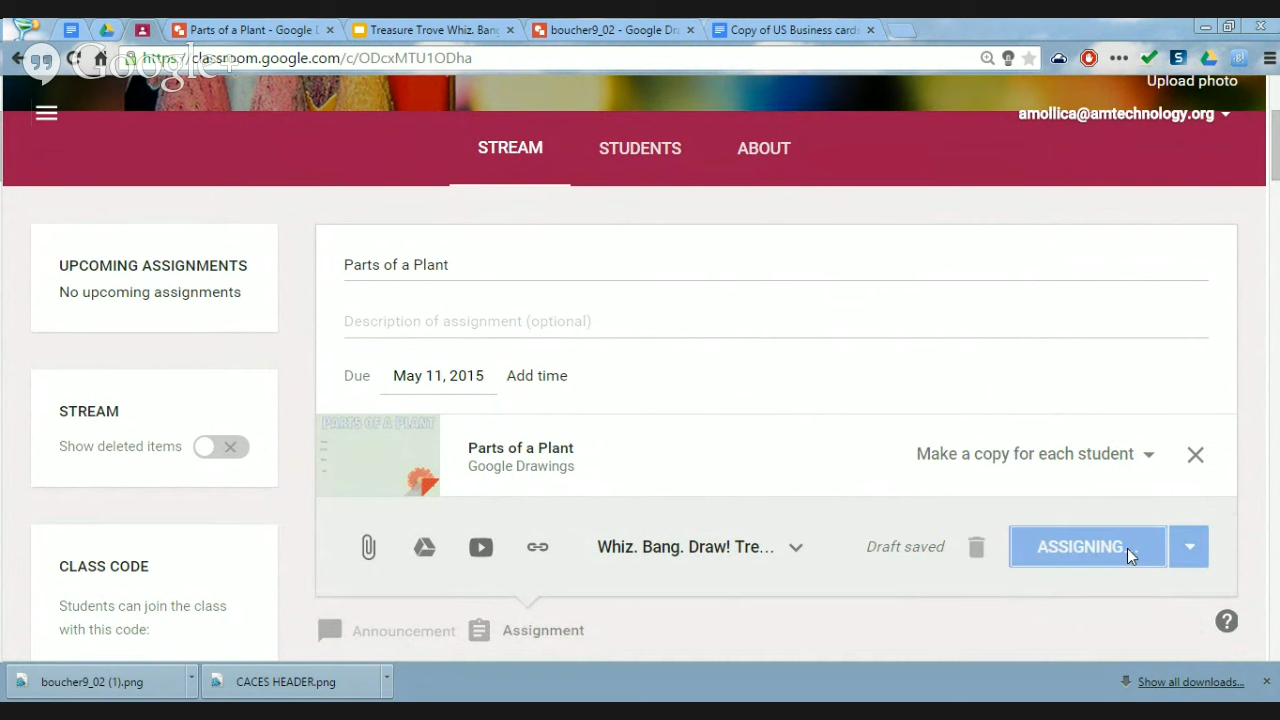 Parts of a Plant - Google D
Treasure Trove Whiz. Bang.
boucher9_02 - Google Dra
Copy of US Business cards
https://classroom.google.com/c/ODcxMTU1ODha
Google+
Upload photo
amollica@amtechnology.org
STREAM
STUDENTS
ABOUT
UPCOMING ASSIGNMENTS
No upcoming assignments
STREAM
Show deleted items
CLASS CODE
Students can join the class
with this code:
Parts of a Plant
Description of assignment (optional)
Due May 11, 2015 Add time
PARTS OF A PLANT
Parts of a Plant
Google Drawings
Make a copy for each student
Whiz. Bang. Draw! Tre...
Draft saved
ASSIGNING...
Announcement
Assignment
boucher9_02 (1).png
CACES HEADER.png
Show all downloads...